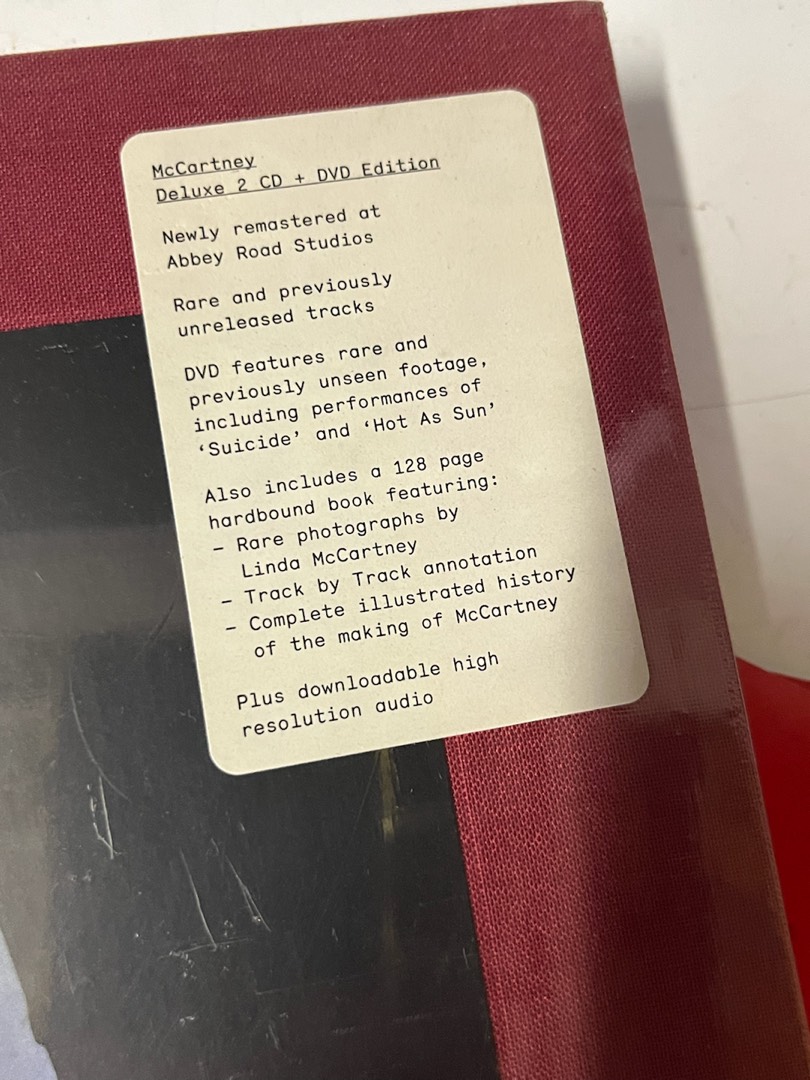 McCartney
Deluxe 2 CD + DVD Edition
Newly remastered at
Abbey Road Studios
Rare and previously
unreleased tracks
DVD features rare and
previously unseen footage,
including performances of
‘Suicide’ and ‘Hot As Sun’
Also includes a 128 page
hardbound book featuring:
– Rare photographs by
Linda McCartney
– Track by Track annotation
– Complete illustrated history
of the making of McCartney
Plus downloadable high
resolution audio